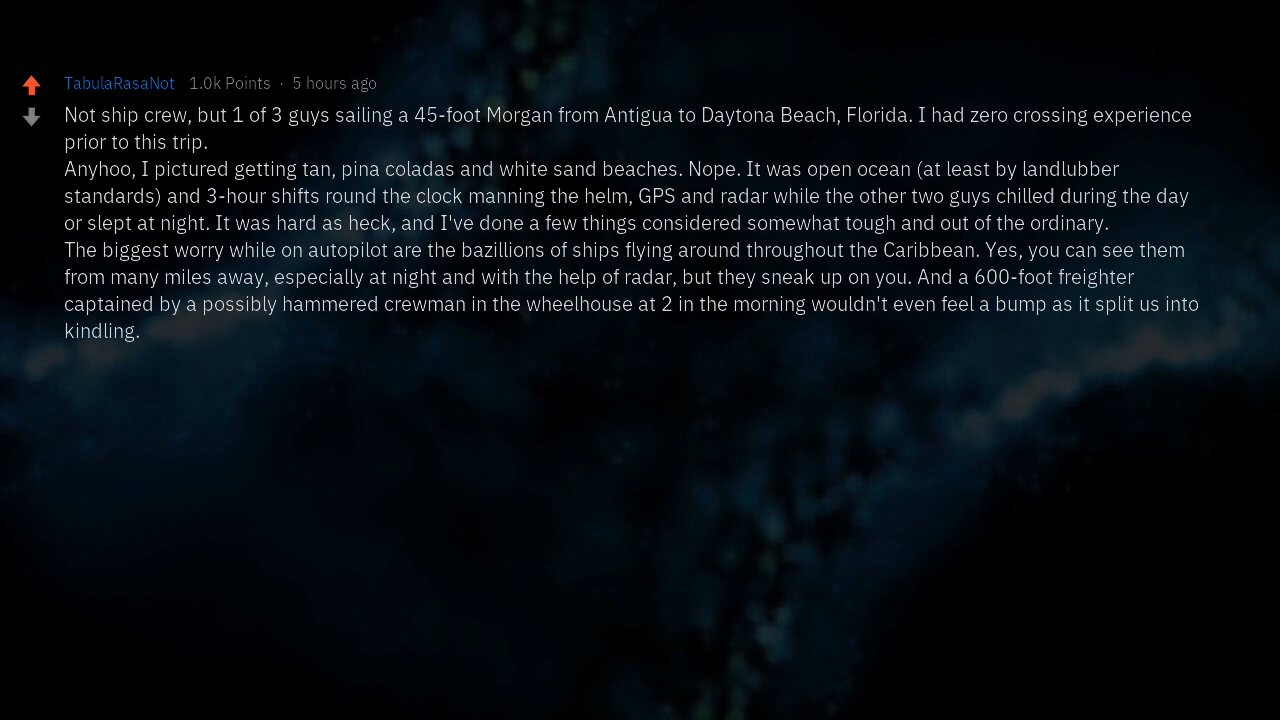 TabulaRasaNot 1.0k Points · 5 hours ago
Not ship crew, but 1 of 3 guys sailing a 45-foot Morgan from Antigua to Daytona Beach, Florida. I had zero crossing experience
prior to this trip.
Anyhoo, I pictured getting tan, pina coladas and white sand beaches. Nope. It was open ocean (at least by landlubber
standards) and 3-hour shifts round the clock manning the helm, GPS and radar while the other two guys chilled during the day
or slept at night. It was hard as heck, and I've done a few things considered somewhat tough and out of the ordinary.
The biggest worry while on autopilot are the bazillions of ships flying around throughout the Caribbean. Yes, you can see them
from many miles away, especially at night and with the help of radar, but they sneak up on you. And a 600-foot freighter
captained by a possibly hammered crewman in the wheelhouse at 2 in the morning wouldn't even feel a bump as it split us into
kindling.